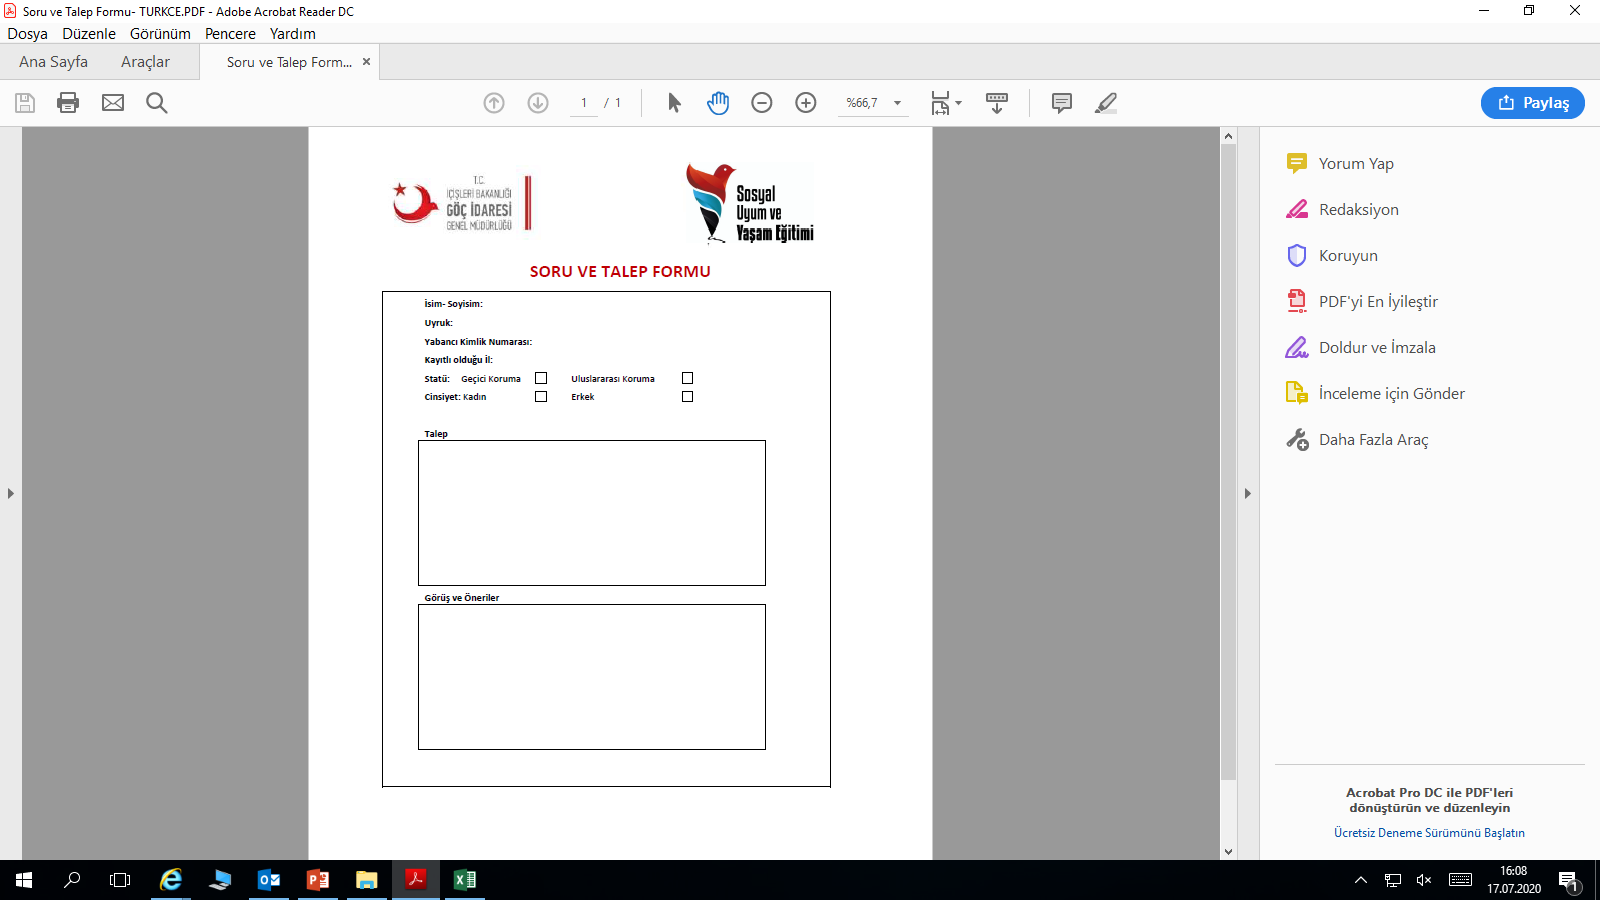 Soru ve Talep Formu- TURKCE.PDF - Adobe Acrobat Reader DC
Dosya Düzenle Görünüm Pencere Yardım
Ana Sayfa Araçlar Soru ve Talep Form... ×
1 / 1 %66,7 Paylaş
T.C.
İÇİŞLERİ BAKANLIĞI
GÖÇ İDARESİ
GENEL MÜDÜRLÜĞÜ
Sosyal
Uyum ve
Yaşam Eğitimi
SORU VE TALEP FORMU
İsim- Soyisim:
Uyruk:
Yabancı Kimlik Numarası:
Kayıtlı olduğu İl:
Statü: Geçici Koruma Uluslararası Koruma
Cinsiyet: Kadın Erkek
Talep
Görüş ve Öneriler
Yorum Yap
Redaksiyon
Koruyun
PDF'yi En İyileştir
Doldur ve İmzala
İnceleme için Gönder
Daha Fazla Araç
Acrobat Pro DC ile PDF'leri
dönüştürün ve düzenleyin
Ücretsiz Deneme Sürümünü Başlatın
16:08
17.07.2020
1